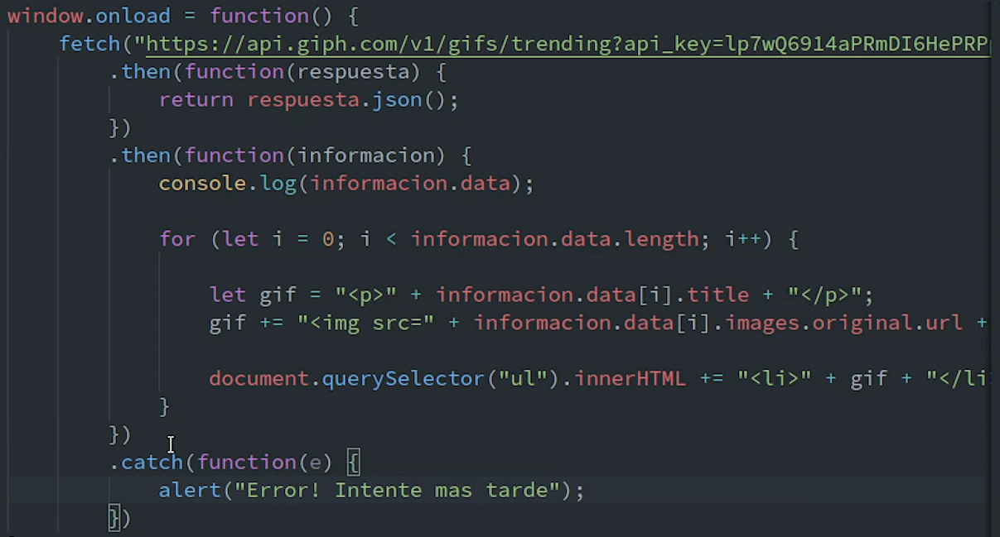 window.onload = function() {
fetch("https://api.giph.com/v1/gifs/trending?api_key=lp7wQ6914aPRmDI6HePRP
.then(function(respuesta) {
return respuesta.json();
})
.then(function(informacion) {
console.log(informacion.data);
for (let i = 0; i < informacion.data.length; i++) {
let gif = "<p>" + informacion.data[i].title + "</p>";
gif += "<img src=" + informacion.data[i].images.original.url +
document.querySelector("ul").innerHTML += "<li>" + gif + "</li
}
})
.catch(function(e) {
alert("Error! Intente mas tarde");
})